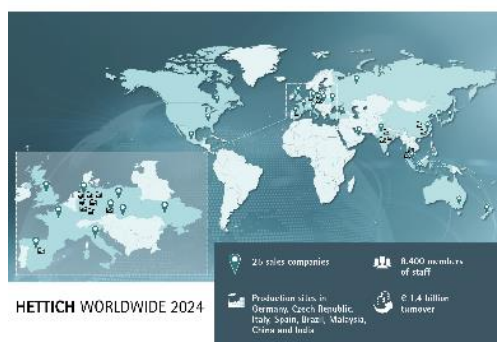 25 sales companies
8.400 members
of staff
Production sites in
Germany, Czech Republic,
Italy, Spain, Brazil, Malaysia,
China and India
€ 1.4 billion
turnover
HETTICH WORLDWIDE 2024